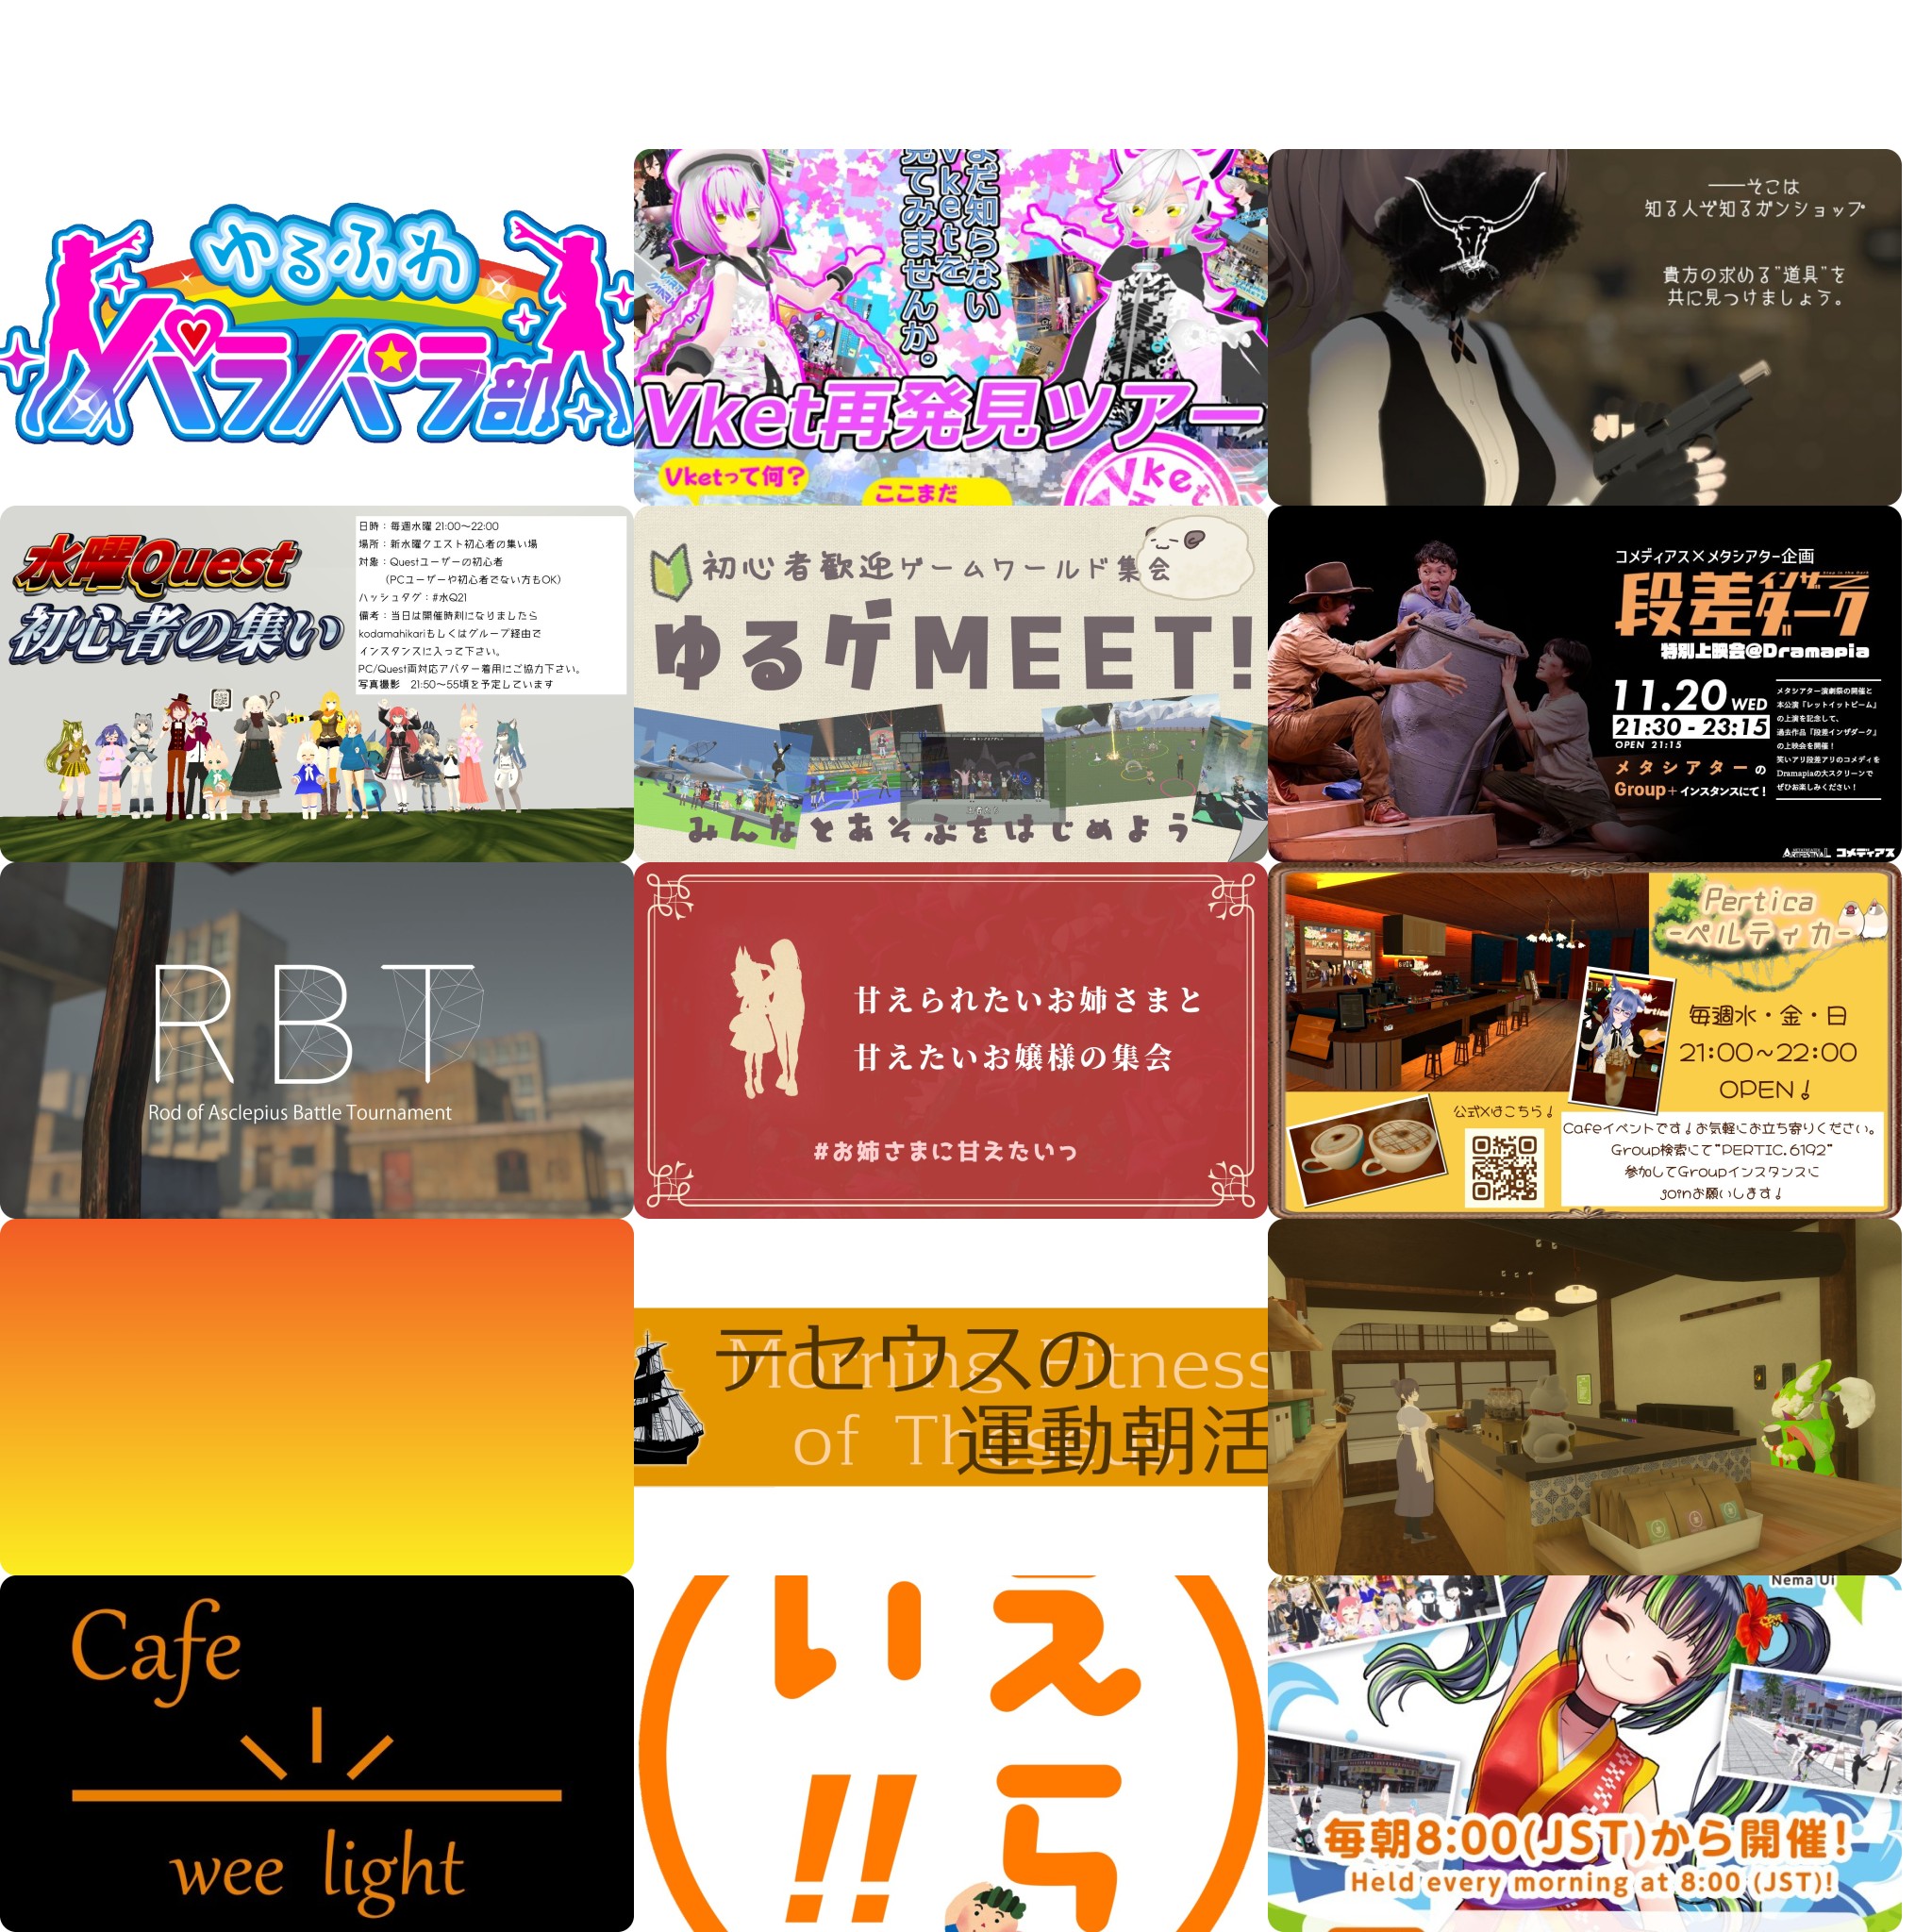 ゆるふわ
パラパラ部
まだ知らない
Vketを
見てみませんか。
Vket再発見ツアー
Vketって何?
ここまだ
Vket
――そこは
知る人ぞ知るガンショップ
貴方の求める"道具"を
共に見つけましょう。
水曜Quest
初心者の集い
日時：毎週水曜 21:00～22:00
場所：新水曜クエスト初心者の集い場
対象：Questユーザーの初心者
（PCユーザーや初心者でない方もOK）
ハッシュタグ：#水Q21
備考：当日は開催時刻になりましたら
kodamahikariもしくはグループ経由で
インスタンスに入って下さい。
PC/Quest両対応アバター着用にご協力下さい。
写真撮影　21:50～55頃を予定しています
初心者歓迎ゲームワールド集会
ゆるゲMEET!
みんなとあそぶをはじめよう
コメディアス×メタシアター企画
段差インザダーク
特別上映会@Dramapia
11.20 WED
21:30 - 23:15
OPEN 21:15
メタシアターの
Group+インスタンスにて!
メタシアター演劇祭の開催と
本公演『レットイットビーム』
の上演を記念して、
過去作品『段差インザダーク』
の上映会を開催！
笑いアリ段差アリのコメディを
Dramapiaの大スクリーンで
ぜひお楽しみください！
コメディアス
RBT
Rod of Asclepius Battle Tournament
甘えられたいお姉さまと
甘えたいお嬢様の集会
#お姉さまに甘えたいっ
Pertica
-ペルティカ-
毎週水・金・日
21:00~22:00
OPEN!
公式Xはこちら!
Cafeイベントです!お気軽にお立ち寄りください。
Group検索にて"PERTIC.6192"
参加してGroupインスタンスに
joinお願いします!
テセウスの
運動朝活
Morning Fitness
of Theseus
Cafe
wee light
えら
い!!
Nema Ui
毎朝8:00(JST)から開催!
Held every morning at 8:00 (JST)!